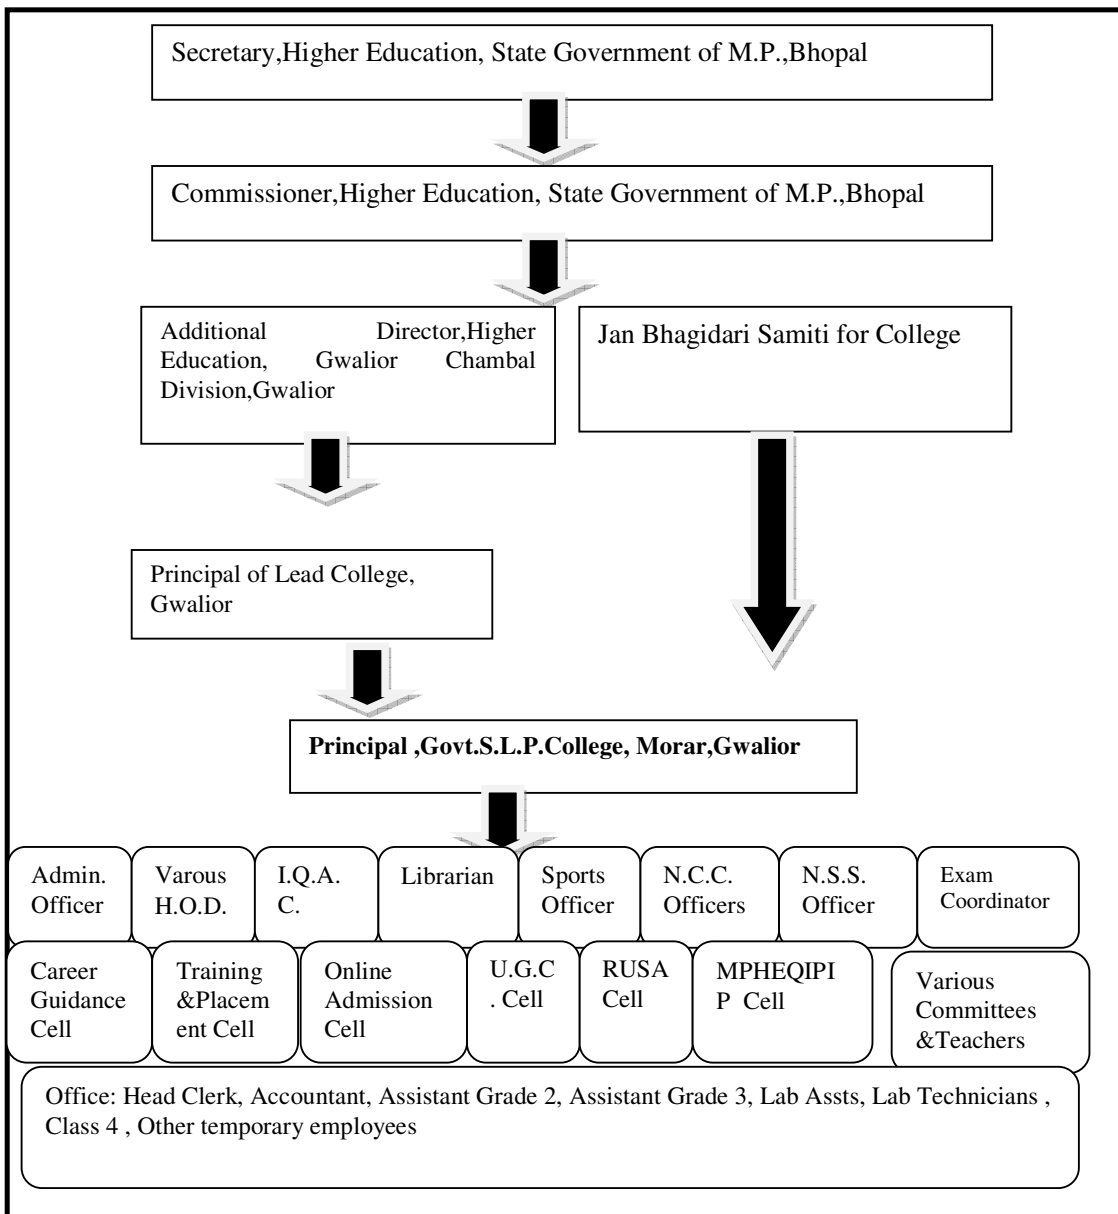 Secretary,Higher Education, State Government of M.P.,Bhopal
Commissioner,Higher Education, State Government of M.P.,Bhopal
Additional Director,Higher
Education, Gwalior Chambal
Division,Gwalior
Jan Bhagidari Samiti for College
Principal of Lead College,
Gwalior
Principal ,Govt.S.L.P.College, Morar,Gwalior
Admin.
Officer
Varous
H.O.D.
I.Q.A.
C.
Librarian
Sports
Officer
N.C.C.
Officers
N.S.S.
Officer
Exam
Coordinator
Career
Guidance
Cell
Training
&Placem
ent Cell
Online
Admission
Cell
U.G.C
. Cell
RUSA
Cell
MPHEQIPI
P Cell
Various
Committees
&Teachers
Office: Head Clerk, Accountant, Assistant Grade 2, Assistant Grade 3, Lab Assts, Lab Technicians ,
Class 4 , Other temporary employees